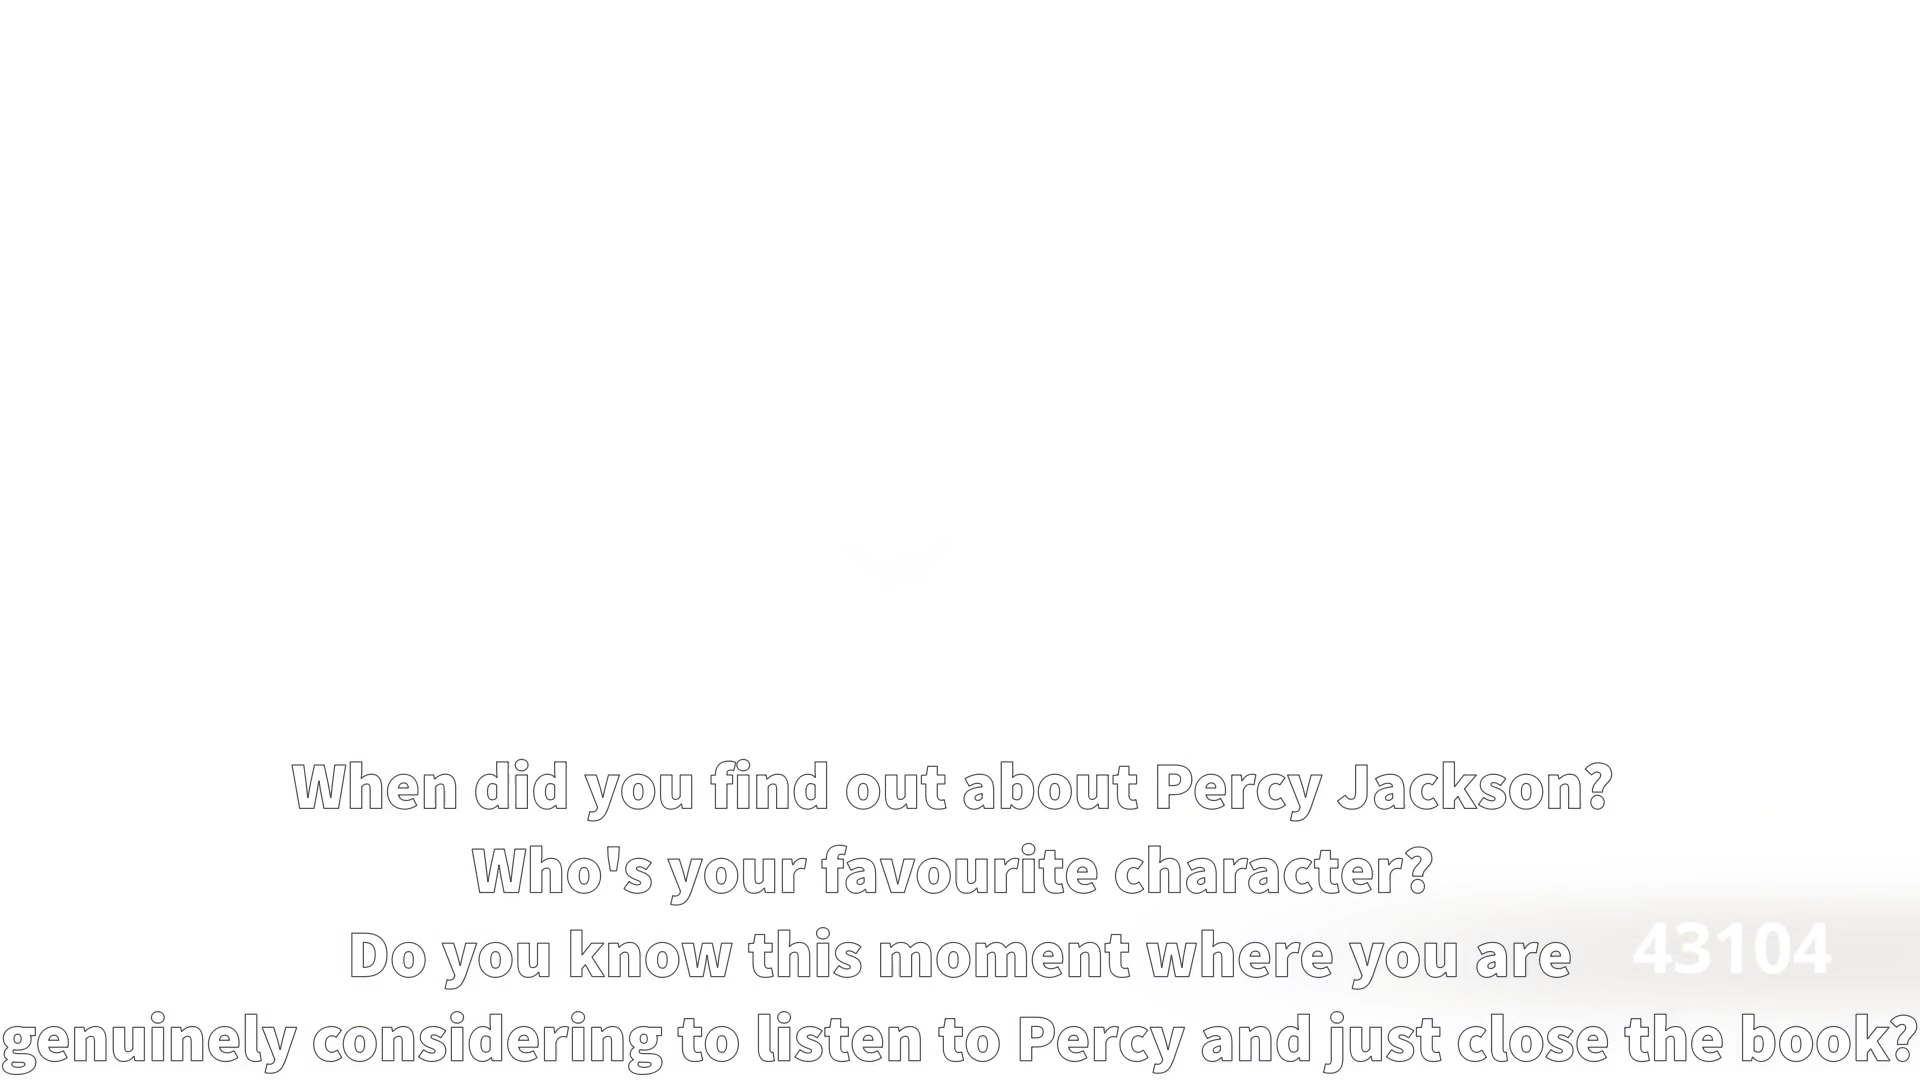 When did you find out about Percy Jackson?
Who's your favourite character?
Do you know this moment where you are
43104
genuinely considering to listen to Percy and just close the book?